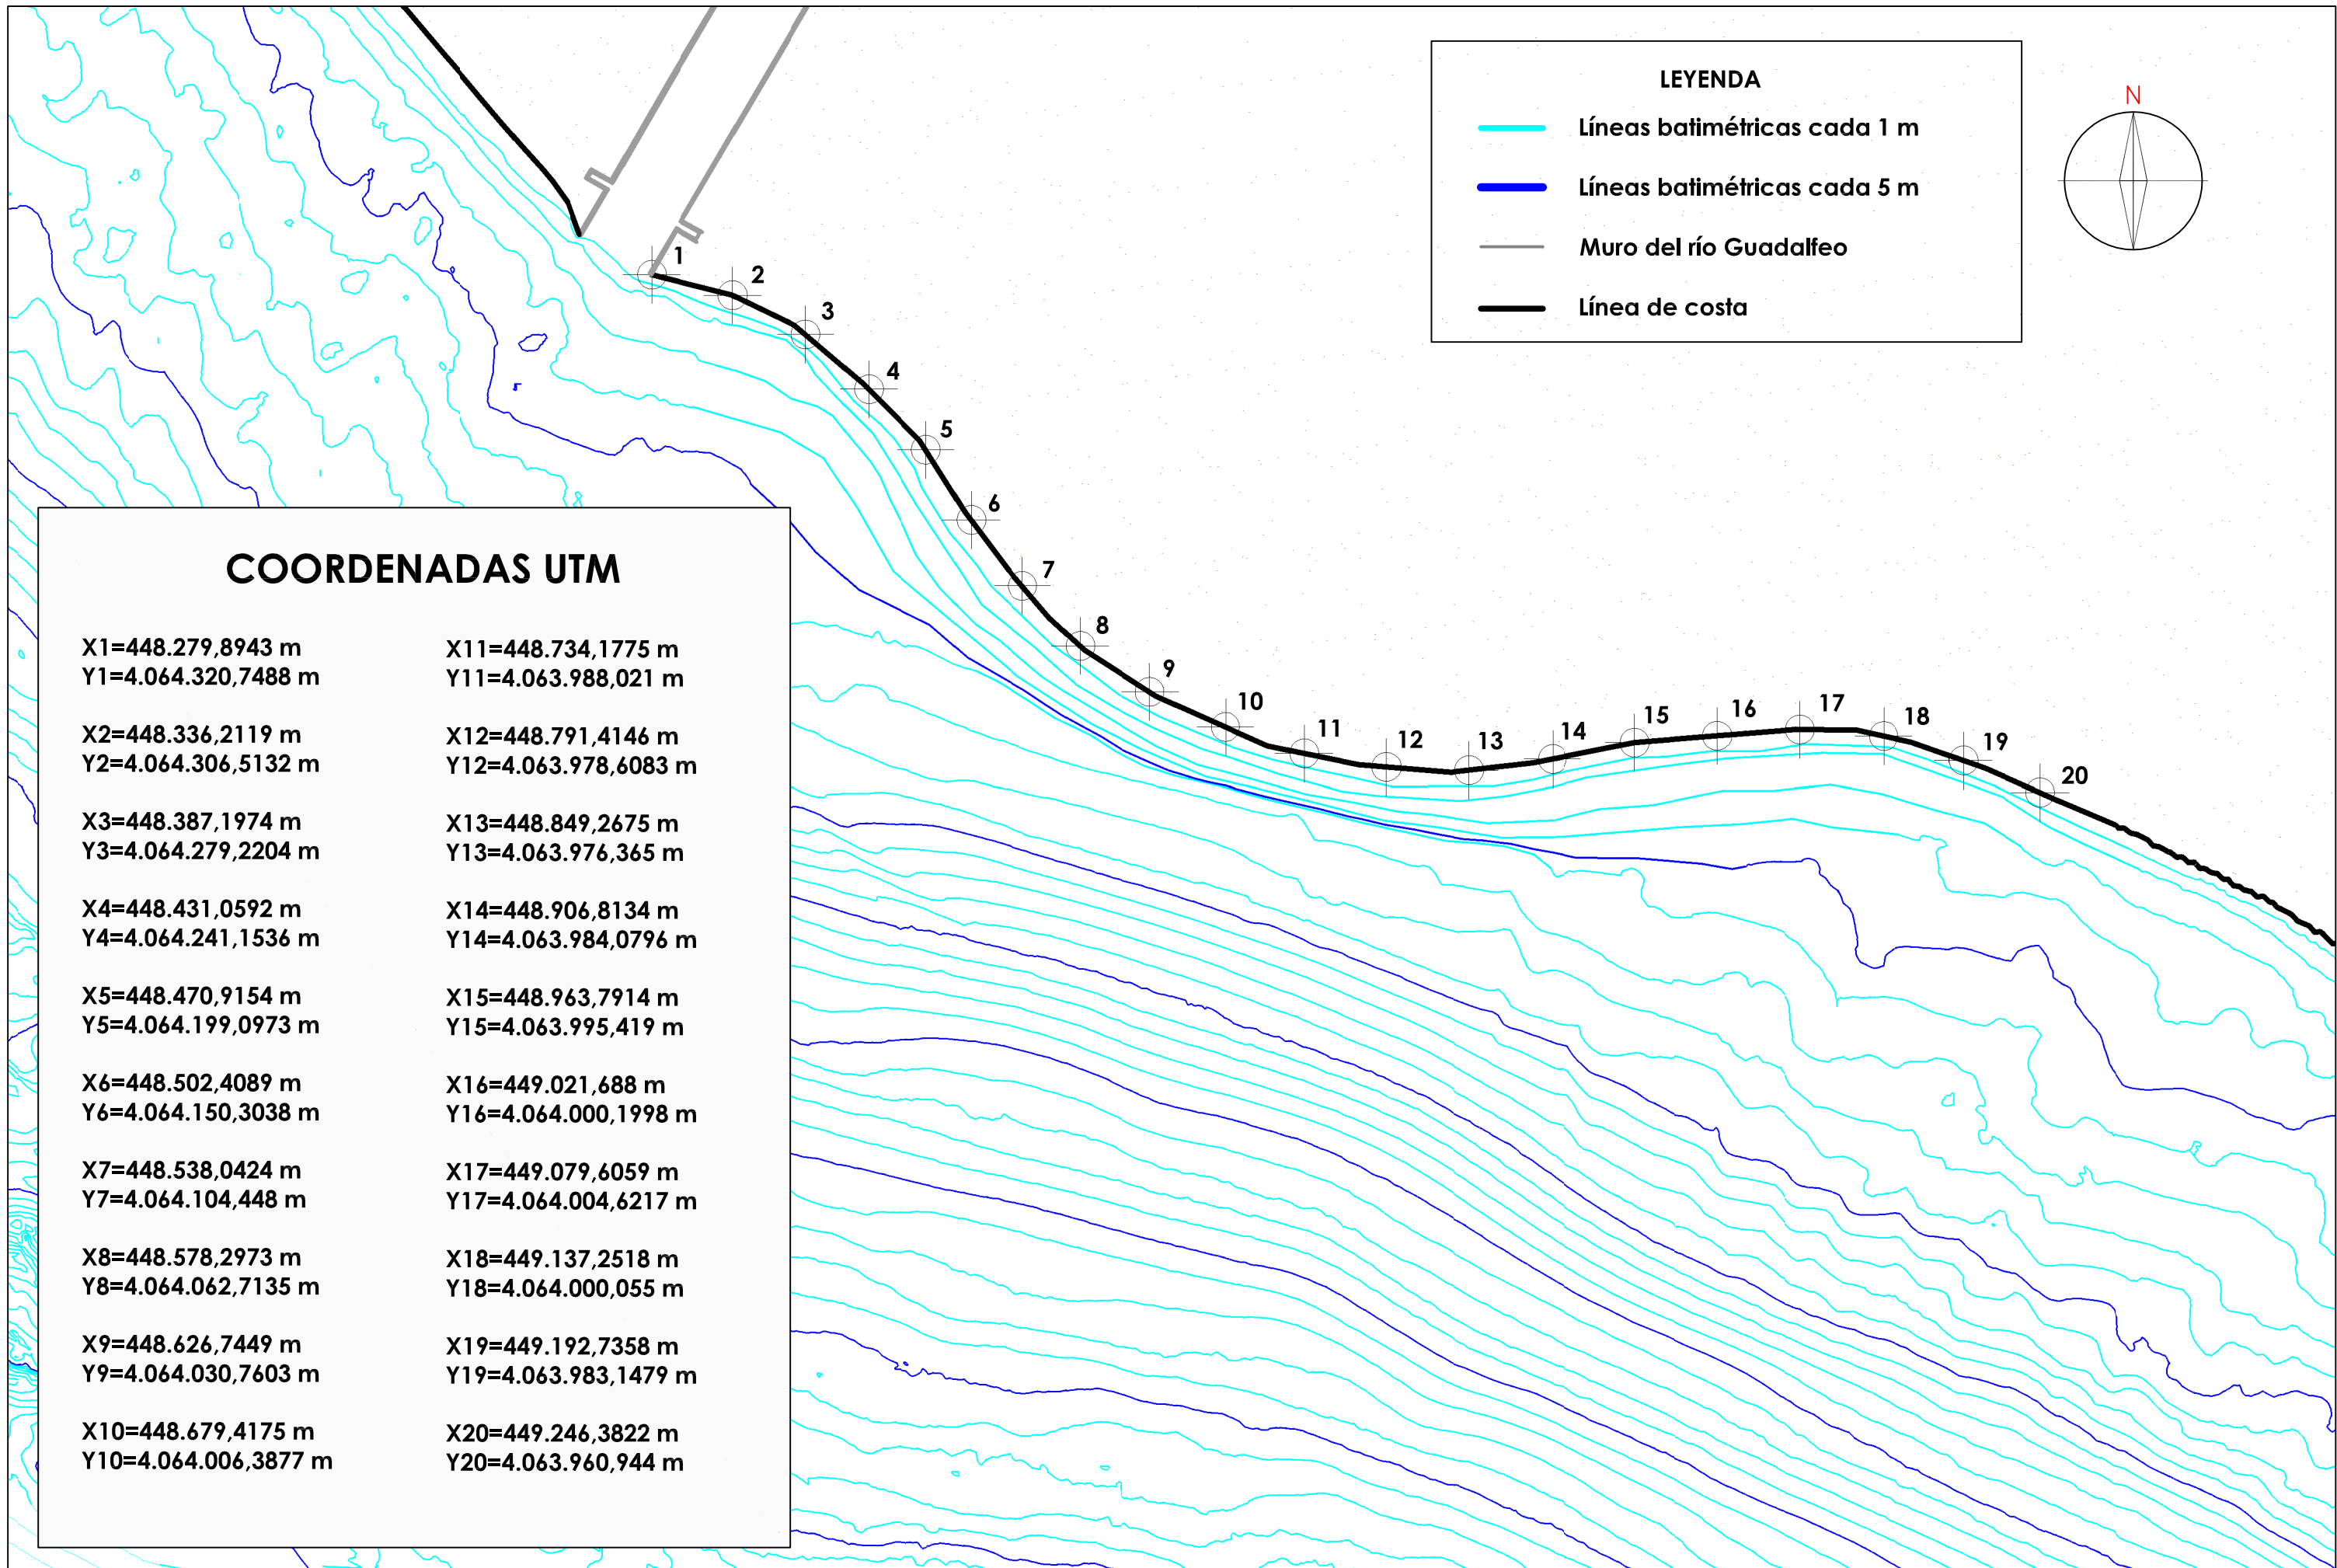 LEYENDA
Líneas batimétricas cada 1 m
Líneas batimétricas cada 5 m
Muro del río Guadalfeo
Línea de costa
N
1
2
3
4
5
6
7
8
9
10
11
12
13
14
15
16
17
18
19
20
COORDENADAS UTM
X1=448.279,8943 m
Y1=4.064.320,7488 m
X2=448.336,2119 m
Y2=4.064.306,5132 m
X3=448.387,1974 m
Y3=4.064.279,2204 m
X4=448.431,0592 m
Y4=4.064.241,1536 m
X5=448.470,9154 m
Y5=4.064.199,0973 m
X6=448.502,4089 m
Y6=4.064.150,3038 m
X7=448.538,0424 m
Y7=4.064.104,448 m
X8=448.578,2973 m
Y8=4.064.062,7135 m
X9=448.626,7449 m
Y9=4.064.030,7603 m
X10=448.679,4175 m
Y10=4.064.006,3877 m
X11=448.734,1775 m
Y11=4.063.988,021 m
X12=448.791,4146 m
Y12=4.063.978,6083 m
X13=448.849,2675 m
Y13=4.063.976,365 m
X14=448.906,8134 m
Y14=4.063.984,0796 m
X15=448.963,7914 m
Y15=4.063.995,419 m
X16=449.021,688 m
Y16=4.064.000,1998 m
X17=449.079,6059 m
Y17=4.064.004,6217 m
X18=449.137,2518 m
Y18=4.064.000,055 m
X19=449.192,7358 m
Y19=4.063.983,1479 m
X20=449.246,3822 m
Y20=4.063.960,944 m